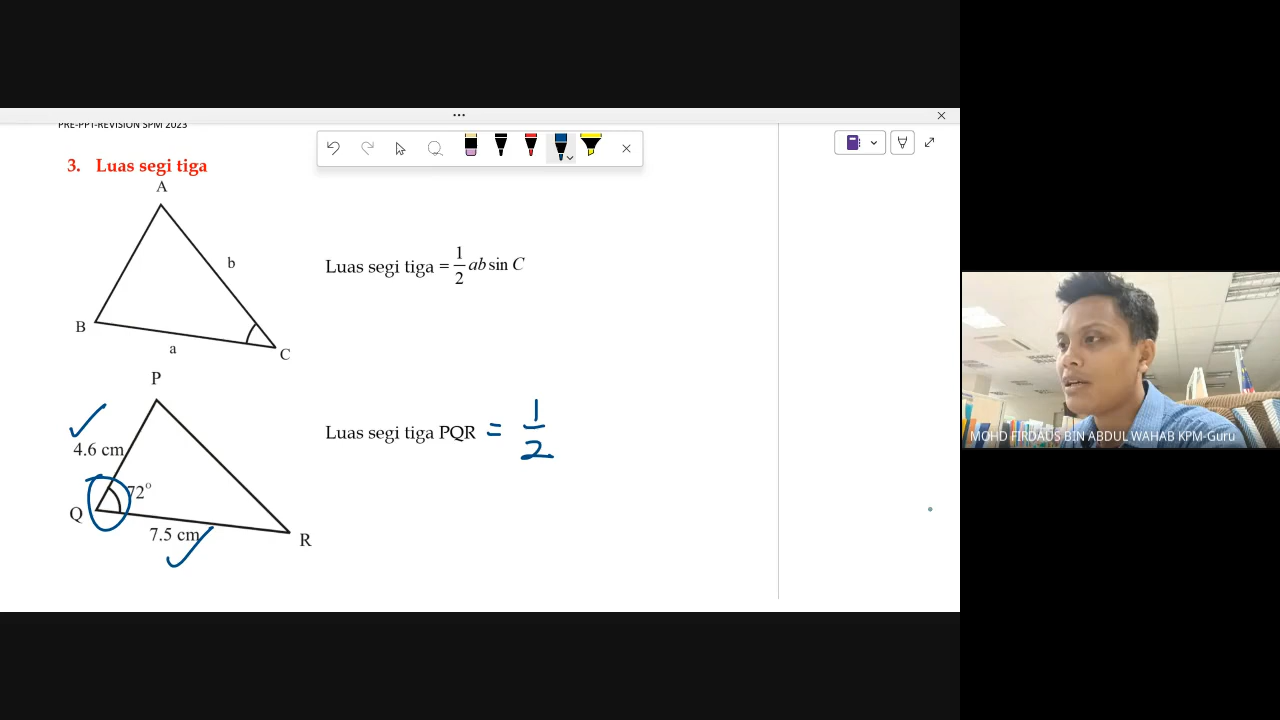 PRE-PPT-REVISION SPM 2023
3. Luas segi tiga
A
b
B
a
C
Luas segi tiga = 1/2 ab sin C
P
4.6 cm
72°
Q
7.5 cm
R
Luas segi tiga PQR = 1/2
MOHD FIRDAUS BIN ABDUL WAHAB KPM-Guru